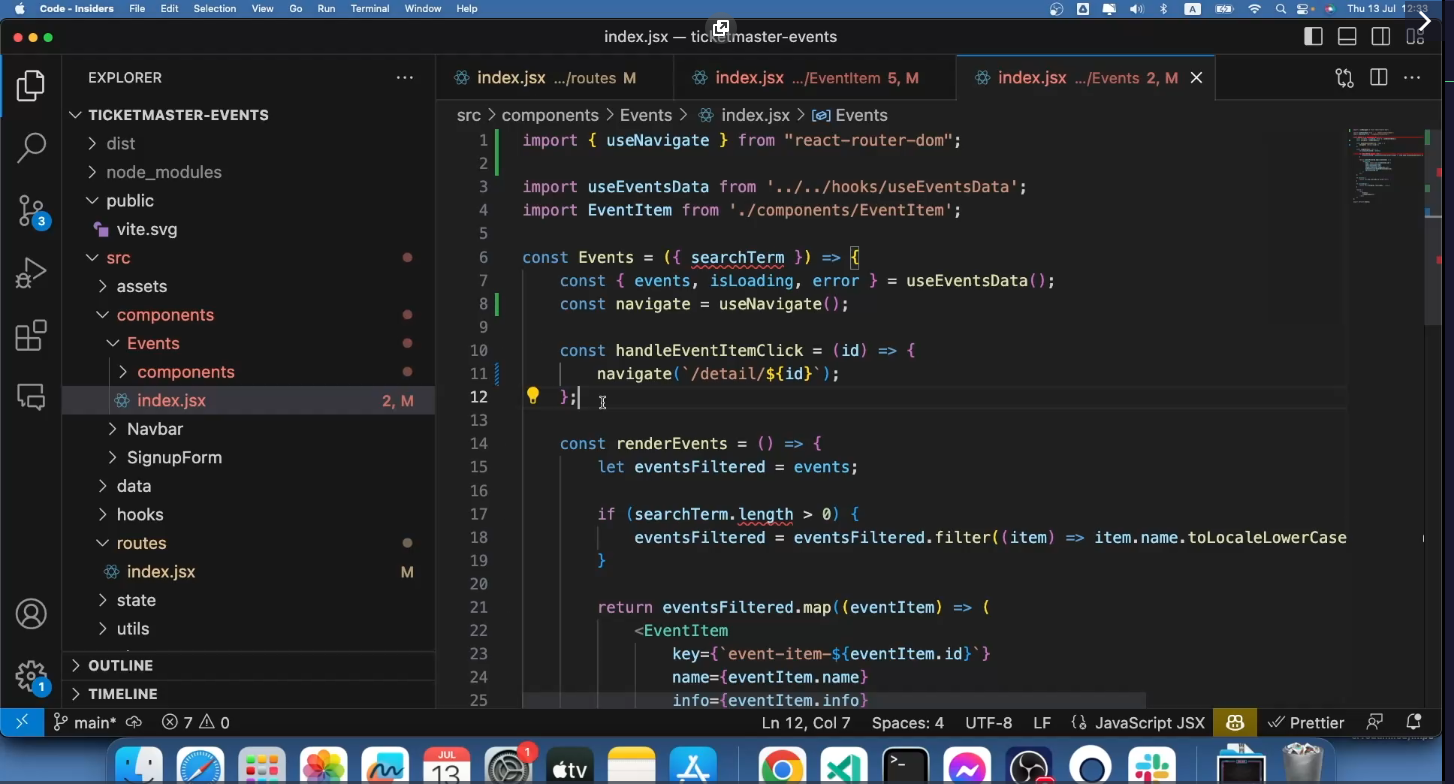 Code - Insiders File Edit Selection View Go Run Terminal Window Help A Thu 13 Jul 12:33
index.jsx — ticketmaster-events
EXPLORER
index.jsx .../routes M
index.jsx .../EventItem 5, M
index.jsx .../Events 2, M
src > components > Events > index.jsx > Events
TICKETMASTER-EVENTS
dist
node_modules
public
vite.svg
src
assets
components
Events
components
index.jsx 2, M
Navbar
SignupForm
data
hooks
routes
index.jsx M
state
utils
OUTLINE
TIMELINE
3
1
1 import { useNavigate } from "react-router-dom";
2
3 import useEventsData from '../../hooks/useEventsData';
4 import EventItem from './components/EventItem';
5
6 const Events = ({ searchTerm }) => {
7 const { events, isLoading, error } = useEventsData();
8 const navigate = useNavigate();
9
10 const handleEventItemClick = (id) => {
11 navigate(`/detail/${id}`);
12 };
13
14 const renderEvents = () => {
15 let eventsFiltered = events;
16
17 if (searchTerm.length > 0) {
18 eventsFiltered = eventsFiltered.filter((item) => item.name.toLocaleLowerCase
19 }
20
21 return eventsFiltered.map((eventItem) => (
22 <EventItem
23 key={`event-item-${eventItem.id}`}
24 name={eventItem.name}
25 info={eventItem.info}
main* 7 0 Ln 12, Col 7 Spaces: 4 UTF-8 LF JavaScript JSX Prettier
JUL
13
1
tv